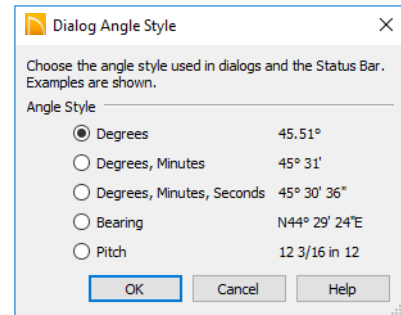 Dialog Angle Style
Choose the angle style used in dialogs and the Status Bar.
Examples are shown.
Angle Style
Degrees 45.51°
Degrees, Minutes 45° 31'
Degrees, Minutes, Seconds 45° 30' 36"
Bearing N44° 29' 24"E
Pitch 12 3/16 in 12
OK Cancel Help